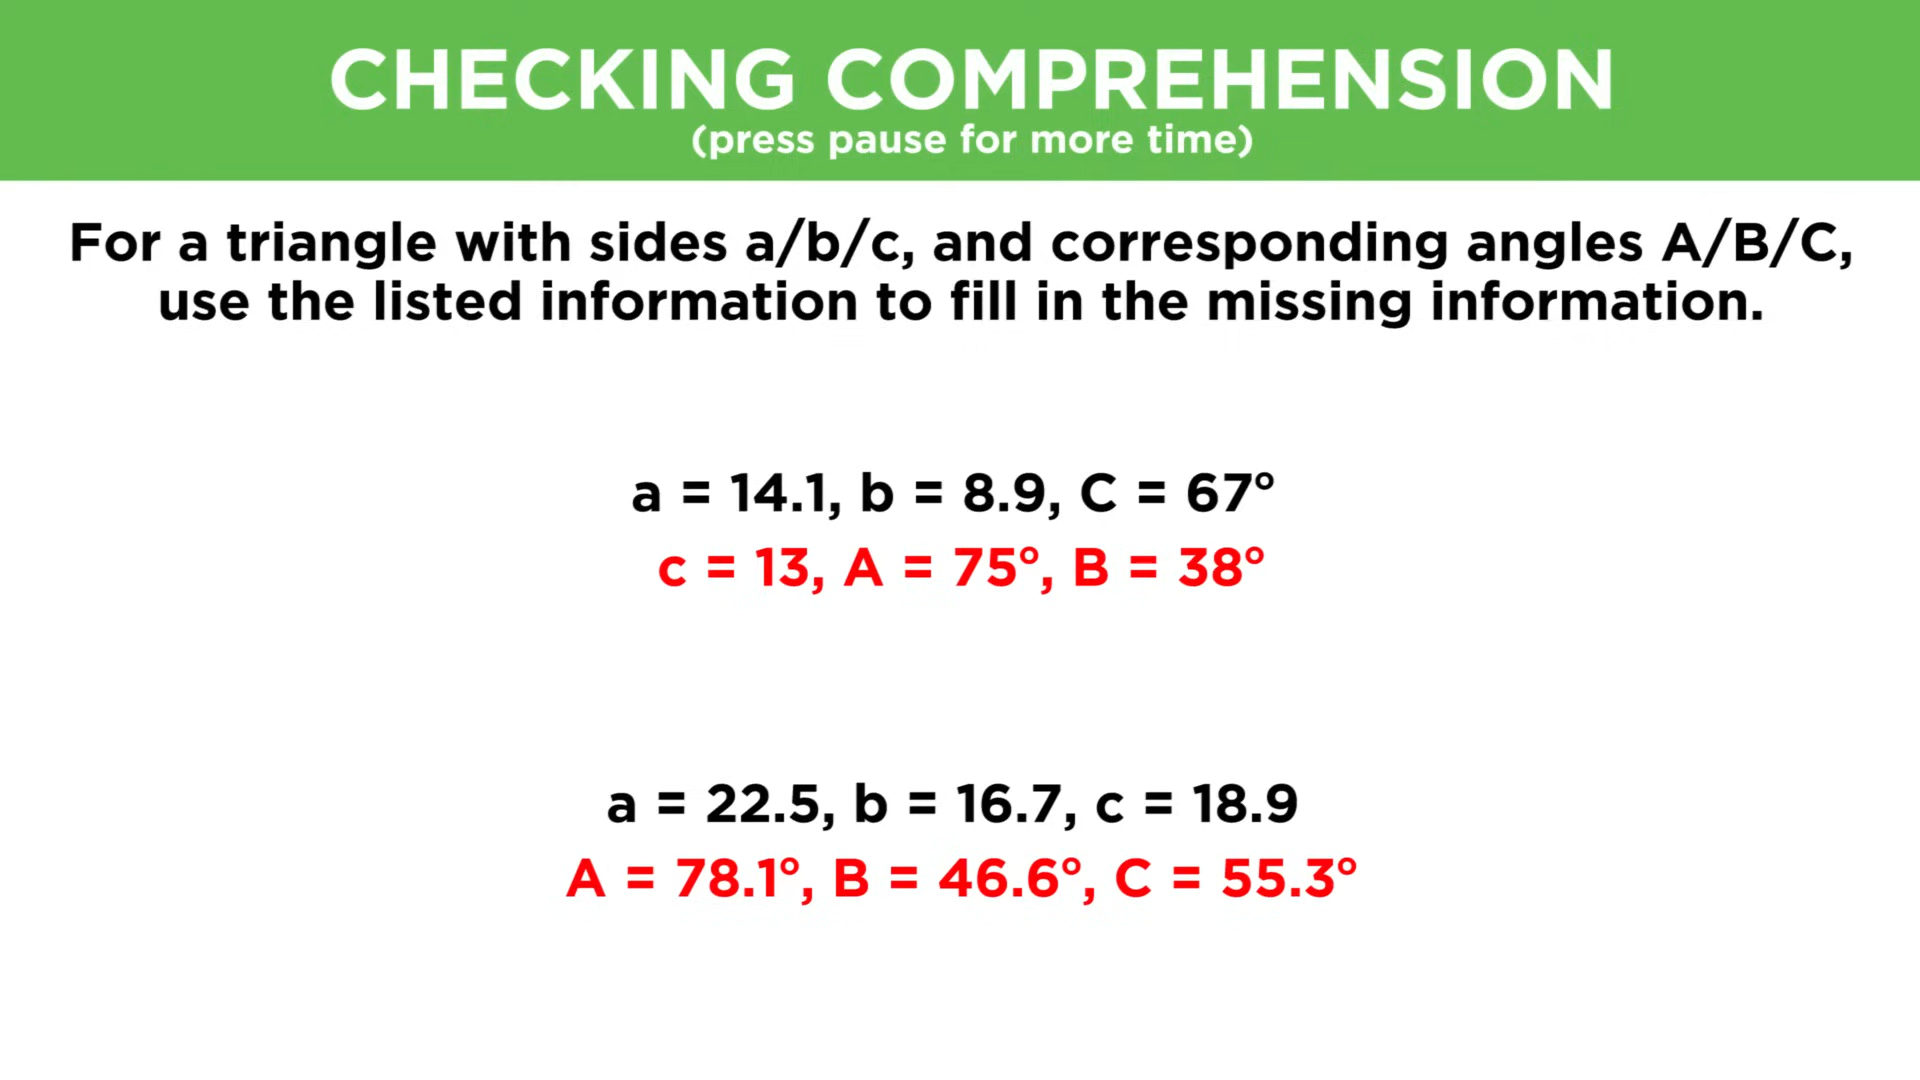 CHECKING COMPREHENSION
(press pause for more time)
For a triangle with sides a/b/c, and corresponding angles A/B/C,
use the listed information to fill in the missing information.
a = 14.1, b = 8.9, C = 67°
c = 13, A = 75°, B = 38°
a = 22.5, b = 16.7, c = 18.9
A = 78.1°, B = 46.6°, C = 55.3°